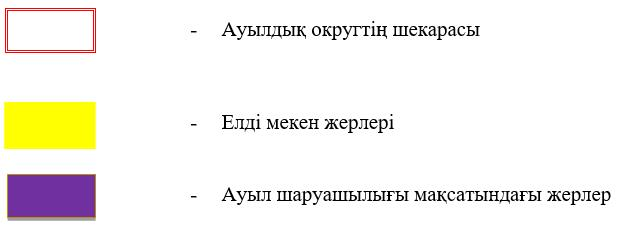 - Ауылдық округтің шекарасы
- Елді мекен жерлері
- Ауыл шаруашылығы мақсатындағы жерлер